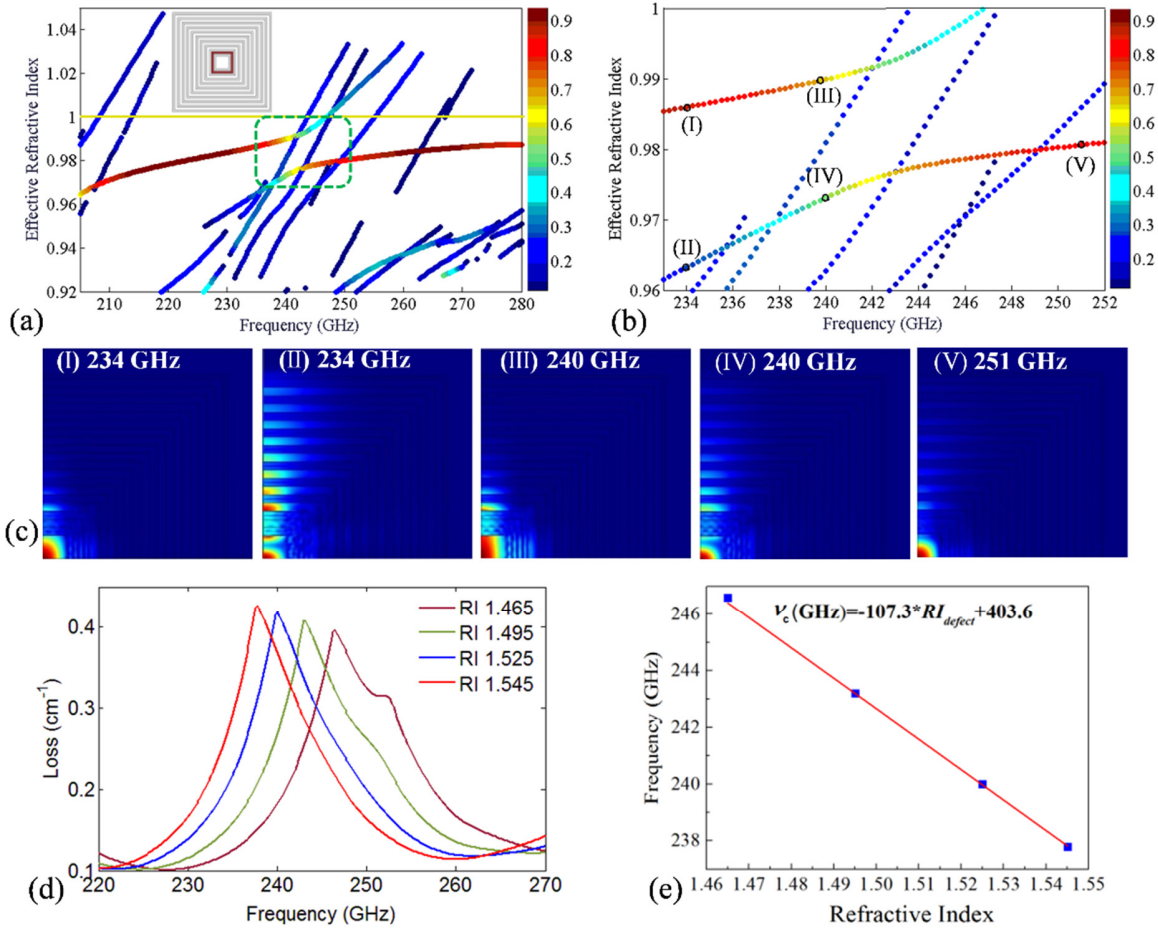 1.04
1.02
1
0.98
0.96
0.94
0.92
Effective Refractive Index
210 220 230 240 250 260 270 280
Frequency (GHz)
0.9
0.8
0.7
0.6
0.5
0.4
0.3
0.2
(a)
1
0.99
0.98
0.97
0.96
Effective Refractive Index
(I)
(II)
(III)
(IV)
(V)
234 236 238 240 242 244 246 248 250 252
Frequency (GHz)
0.9
0.8
0.7
0.6
0.5
0.4
0.3
0.2
(b)
(c)
(I) 234 GHz
(II) 234 GHz
(III) 240 GHz
(IV) 240 GHz
(V) 251 GHz
0.4
0.3
0.2
0.1
Loss (cm⁻¹)
RI 1.465
RI 1.495
RI 1.525
RI 1.545
220 230 240 250 260 270
(d)
Frequency (GHz)
246
244
242
240
238
Frequency (GHz)
νc(GHz)=-107.3*RIdefect+403.6
1.46 1.47 1.48 1.49 1.50 1.51 1.52 1.53 1.54 1.55
(e)
Refractive Index